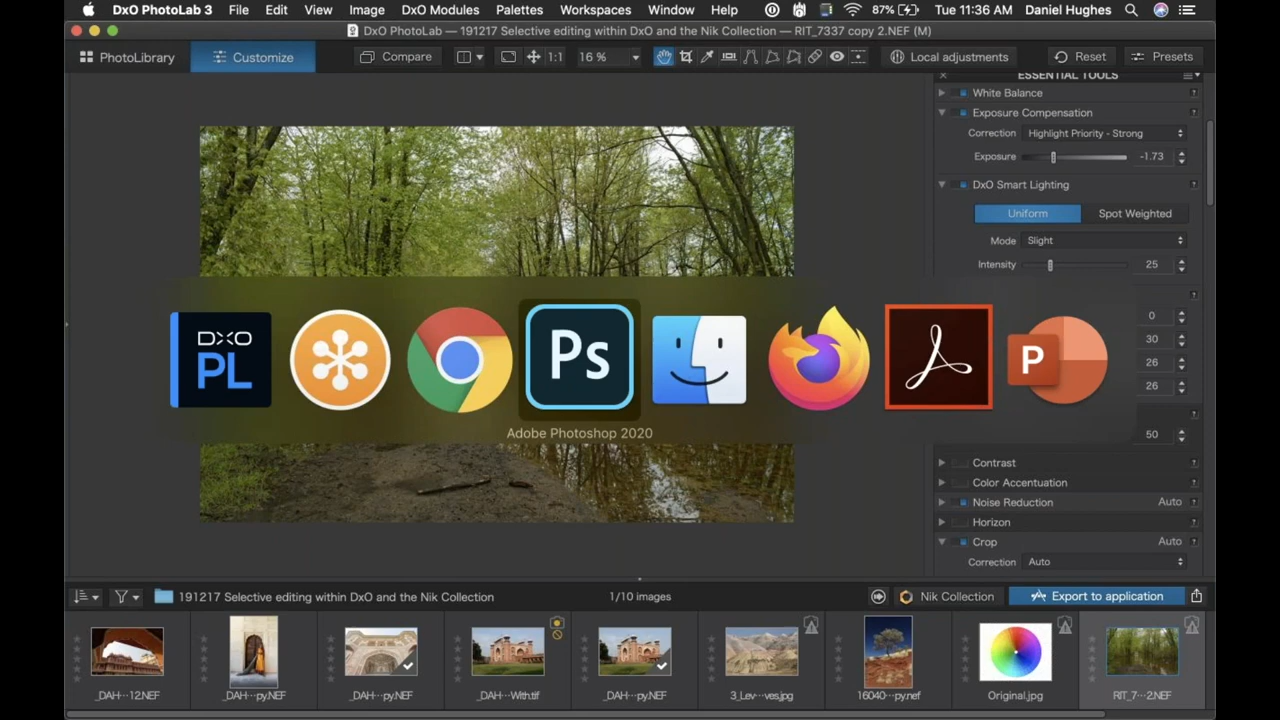 DxO PhotoLab 3 File Edit View Image DxO Modules Palettes Workspaces Window Help 87% Tue 11:36 AM Daniel Hughes
DxO PhotoLab — 191217 Selective editing within DxO and the Nik Collection — RIT_7337 copy 2.NEF (M)
PhotoLibrary Customize Compare 1:1 16 % Local adjustments Reset Presets
ESSENTIAL TOOLS
White Balance ?
Exposure Compensation ?
Correction Highlight Priority - Strong
Exposure -1.73
DxO Smart Lighting ?
Uniform Spot Weighted
Mode Slight
Intensity 25
?
0
30
26
26
?
50
DXO
PL
Ps
P
Adobe Photoshop 2020
Contrast ?
Color Accentuation ?
Noise Reduction Auto ?
Horizon ?
Crop Auto ?
Correction Auto
191217 Selective editing within DxO and the Nik Collection 1/10 images Nik Collection Export to application
_DAH···12.NEF _DAH···py.NEF _DAH···py.NEF _DAH···With.tif _DAH···py.NEF 3_Lev···ves.jpg 16040···py.nef Original.jpg RIT_7···2.NEF